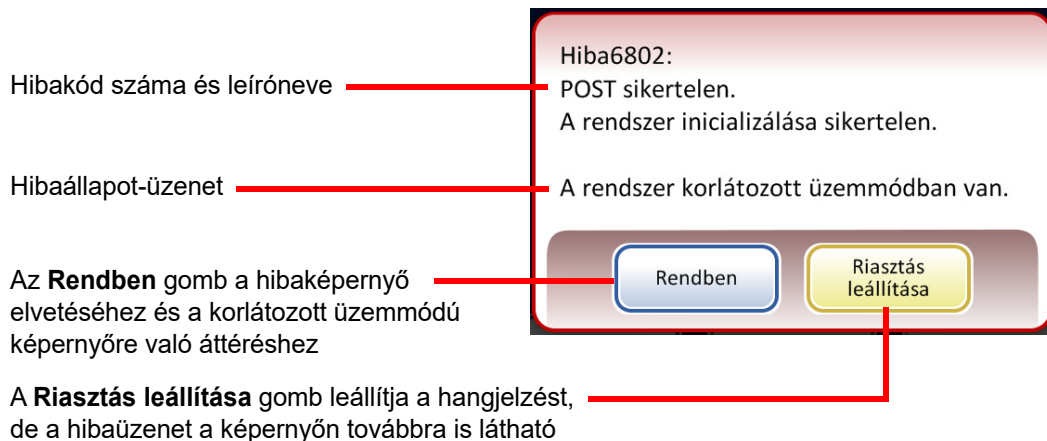 Hibakód száma és leíróneve
Hibaállapot-üzenet
Az Rendben gomb a hibaképernyő
elvetéséhez és a korlátozott üzemmódú
képernyőre való áttéréshez
A Riasztás leállítása gomb leállítja a hangjelzést,
de a hibaüzenet a képernyőn továbbra is látható
Hiba6802:
POST sikertelen.
A rendszer inicializálása sikertelen.
A rendszer korlátozott üzemmódban van.
Rendben
Riasztás
leállítása